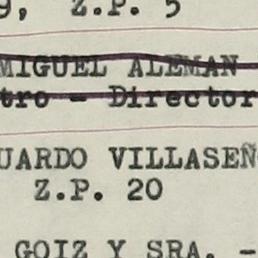 9, Z.P. 5
MIGUEL ALEMAN
tro - Director
UARDO VILLASEÑ
Z.P. 20
GOIZ Y SRA. -